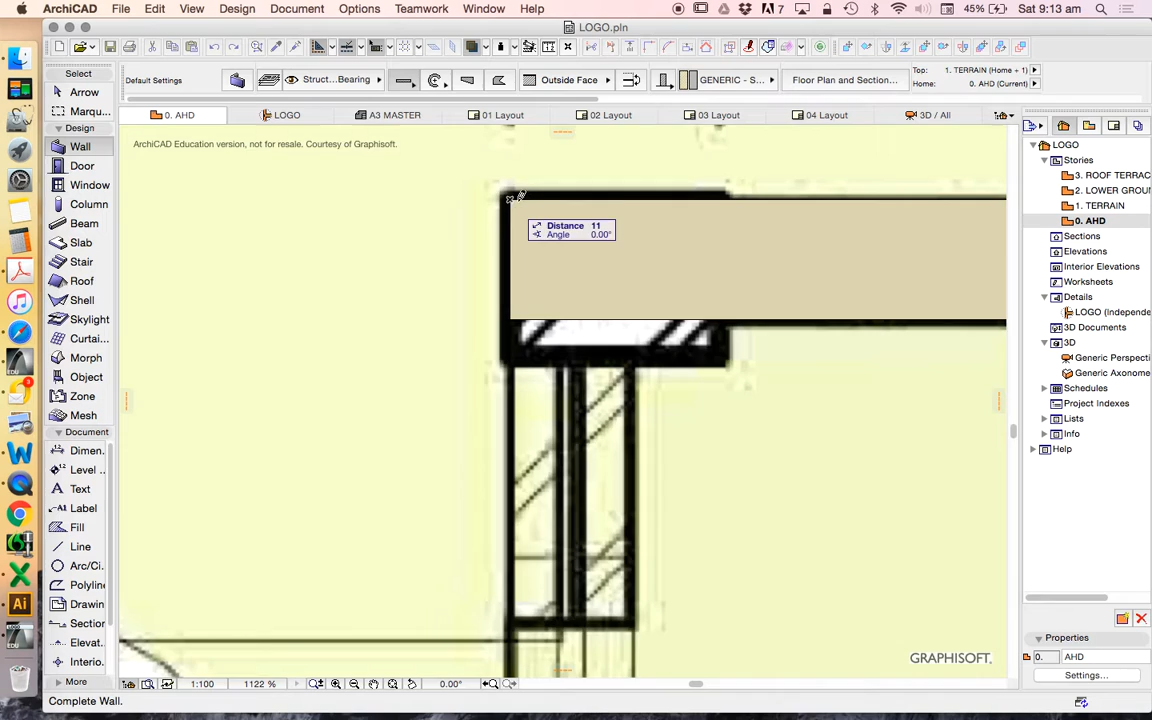 ArchiCAD File Edit View Design Document Options Teamwork Window Help 7 45% Sat 9:13 am
LOGO.pln
Select
Default Settings
Struct...Bearing
Outside Face
GENERIC - S...
Floor Plan and Section...
Top: 1. TERRAIN (Home + 1)
Home: 0. AHD (Current)
Arrow
Marqu...
0. AHD
LOGO
A3 MASTER
01 Layout
02 Layout
03 Layout
04 Layout
3D / All
Design
Wall
Door
Window
Column
Beam
Slab
Stair
Roof
Shell
Skylight
Curtai...
Morph
Object
Zone
Mesh
Document
Dimen...
Level ...
Text
A1 Label
Fill
Line
Arc/Ci...
Polyline
Drawin
Section
Elevat...
Interio...
More
ArchiCAD Education version, not for resale. Courtesy of Graphisoft.
Distance 11
Angle 0.00°
GRAPHISOFT.
LOGO
Stories
3. ROOF TERRAC
2. LOWER GROUN
1. TERRAIN
0. AHD
Sections
Elevations
Interior Elevations
Worksheets
Details
LOGO (Independe
3D Documents
3D
Generic Perspecti
Generic Axonome
Schedules
Project Indexes
Lists
Info
Help
Properties
0. AHD
Settings...
1:100
1122 %
0.00°
Complete Wall.